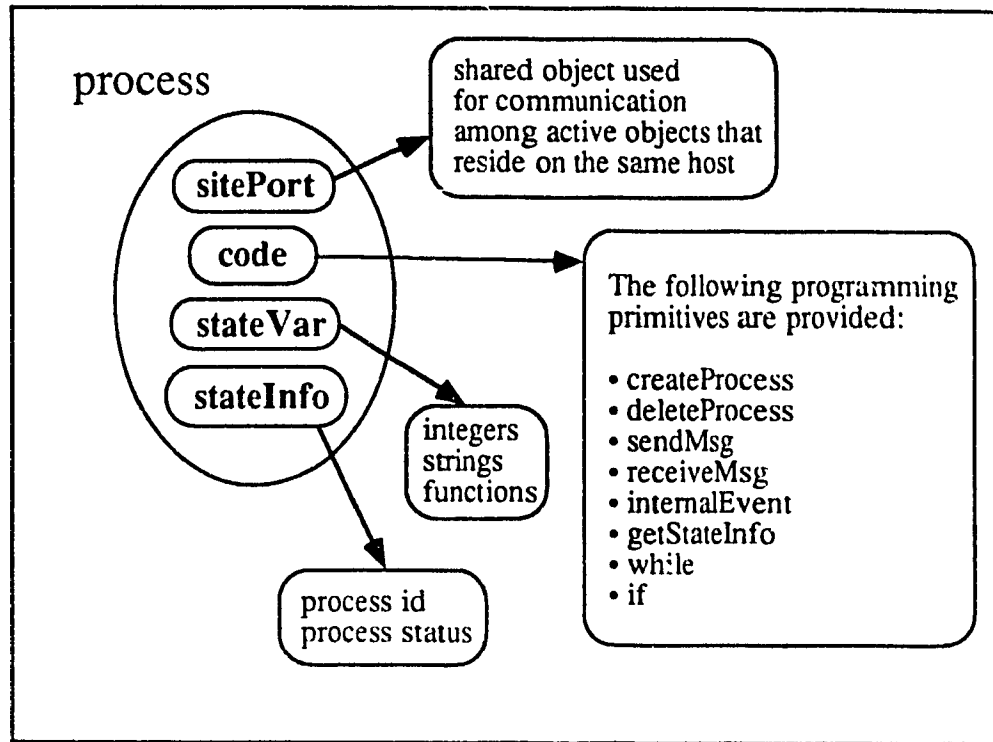 process
shared object used
for communication
among active objects that
reside on the same host
sitePort
code
stateVar
stateInfo
The following programming
primitives are provided:
• createProcess
• deleteProcess
• sendMsg
• receiveMsg
• internalEvent
• getStateInfo
• while
• if
integers
strings
functions
process id
process status